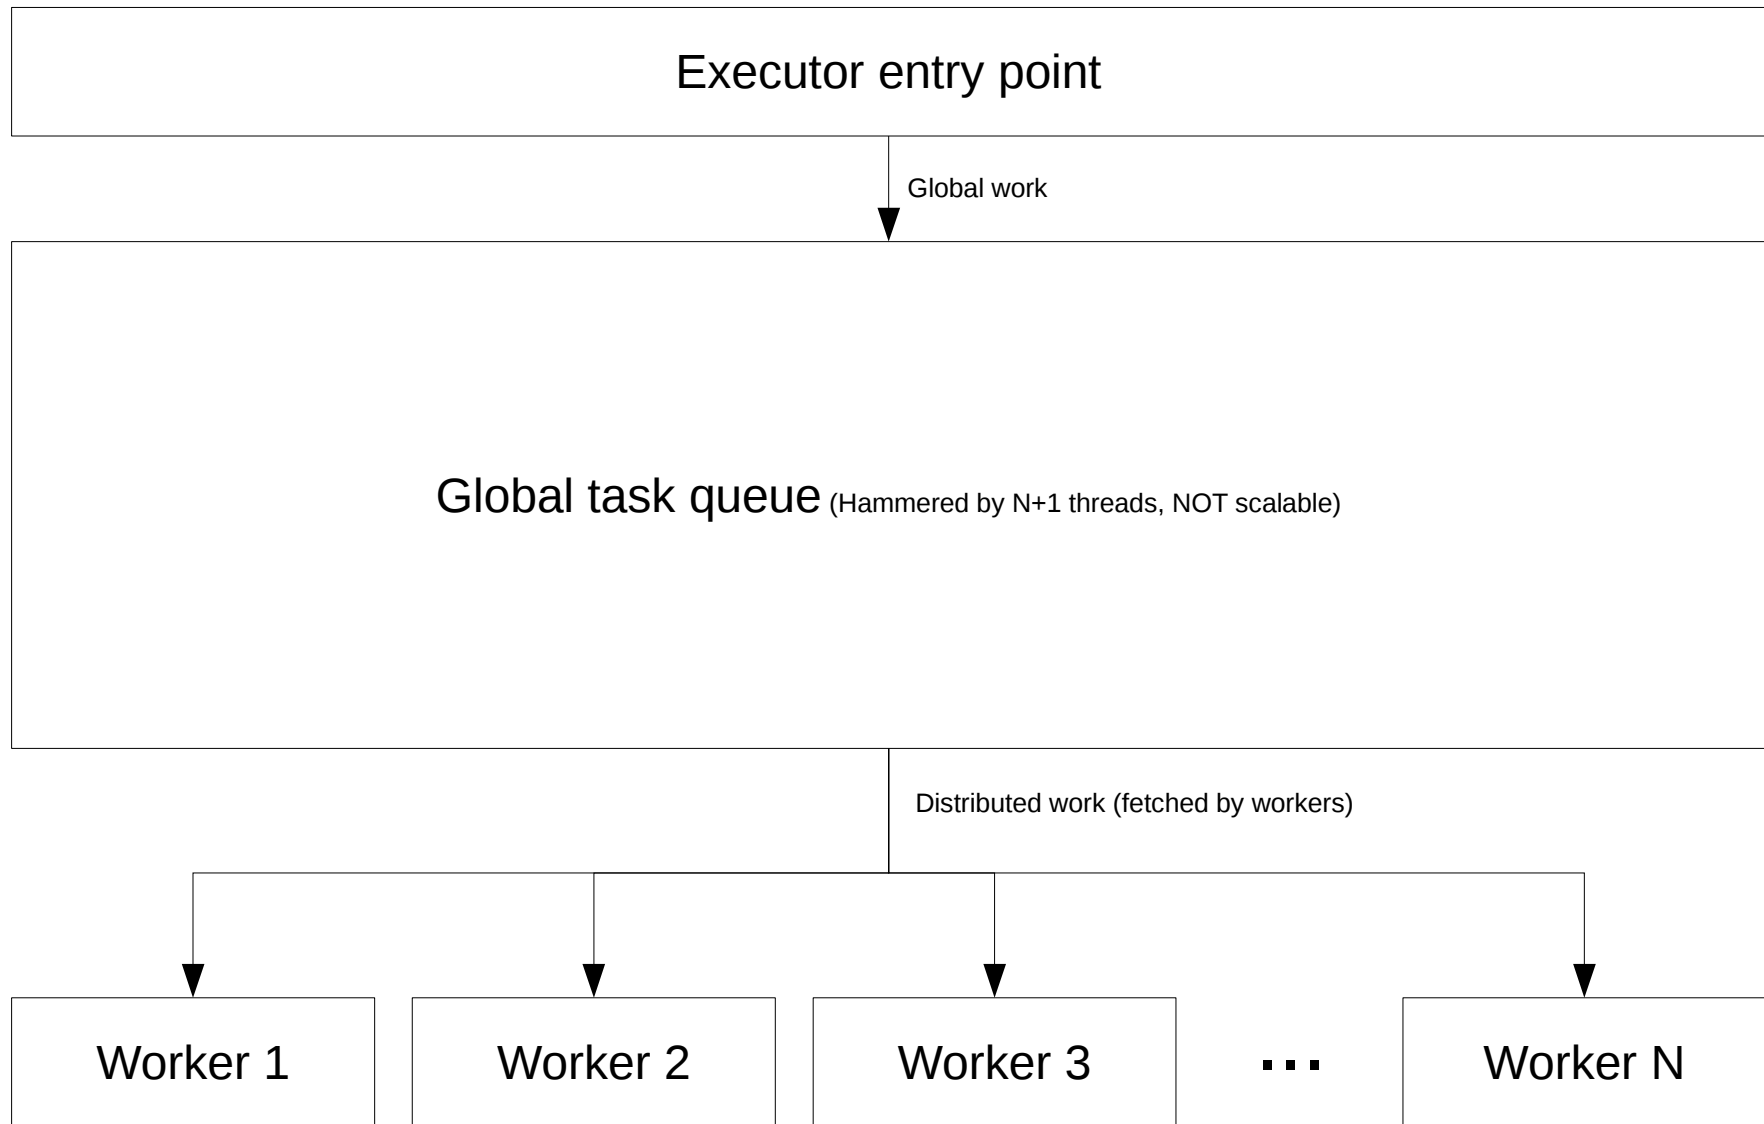 Executor entry point
Global work
Global task queue (Hammered by N+1 threads, NOT scalable)
Distributed work (fetched by workers)
Worker 1
Worker 2
Worker 3
...
Worker N